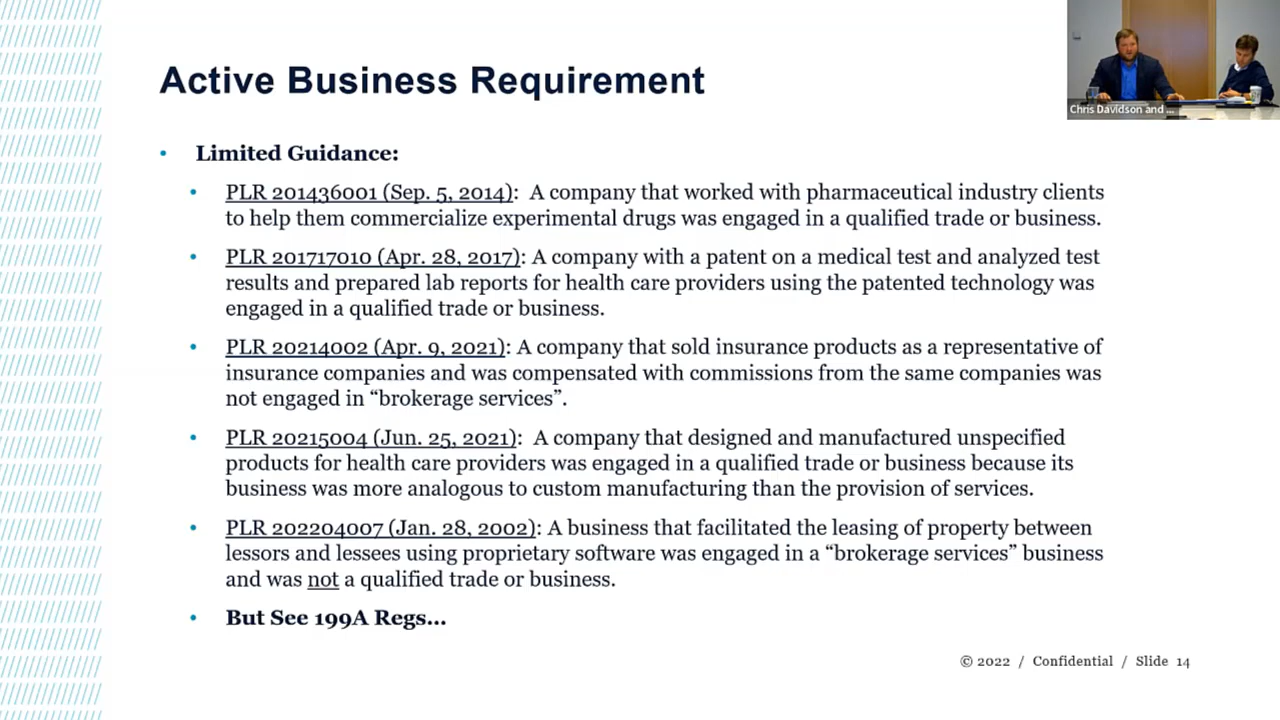 Active Business Requirement
Chris Davidson and ...
• Limited Guidance:
• PLR 201436001 (Sep. 5, 2014): A company that worked with pharmaceutical industry clients
to help them commercialize experimental drugs was engaged in a qualified trade or business.
• PLR 201717010 (Apr. 28, 2017): A company with a patent on a medical test and analyzed test
results and prepared lab reports for health care providers using the patented technology was
engaged in a qualified trade or business.
• PLR 20214002 (Apr. 9, 2021): A company that sold insurance products as a representative of
insurance companies and was compensated with commissions from the same companies was
not engaged in “brokerage services”.
• PLR 20215004 (Jun. 25, 2021): A company that designed and manufactured unspecified
products for health care providers was engaged in a qualified trade or business because its
business was more analogous to custom manufacturing than the provision of services.
• PLR 202204007 (Jan. 28, 2002): A business that facilitated the leasing of property between
lessors and lessees using proprietary software was engaged in a “brokerage services” business
and was not a qualified trade or business.
• But See 199A Regs...
© 2022 / Confidential / Slide 14